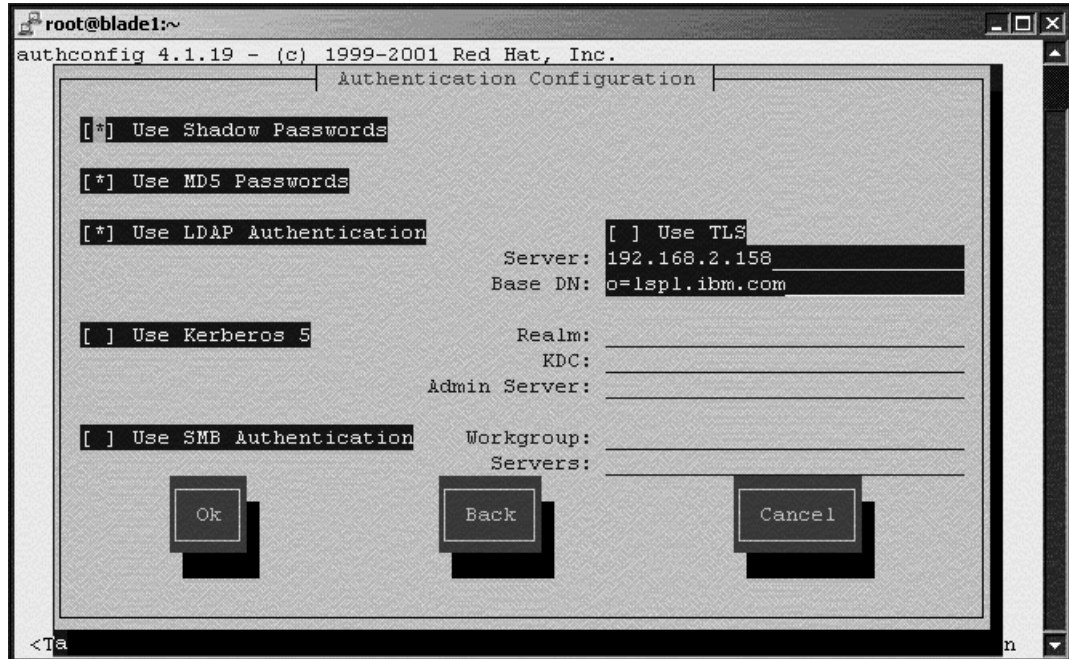 root@blade1:~
authconfig 4.1.19 - (c) 1999-2001 Red Hat, Inc.
Authentication Configuration
[*] Use Shadow Passwords
[*] Use MD5 Passwords
[*] Use LDAP Authentication [ ] Use TLS
Server: 192.168.2.158
Base DN: o=lspl.ibm.com
[ ] Use Kerberos 5 Realm:
KDC:
Admin Server:
[ ] Use SMB Authentication Workgroup:
Servers:
Ok Back Cancel
<Ta n